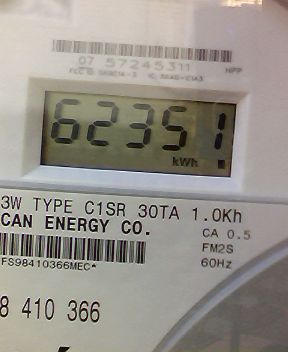 07 57245311
HPP
62351
kWh
3W TYPE C1SR 30TA 1.0Kh
CAN ENERGY CO.
CA 0.5
FM2S
60Hz
FS98410366MEC*
8 410 366